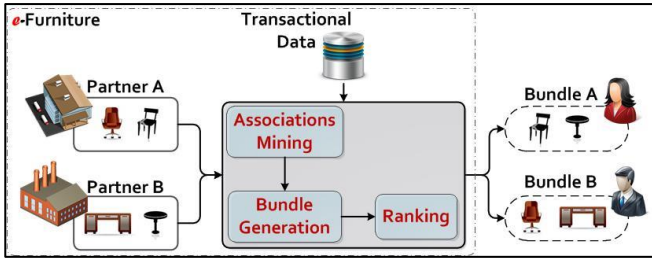 e-Furniture
Transactional
Data
Partner A
Partner B
Associations
Mining
Bundle
Generation
Ranking
Bundle A
Bundle B